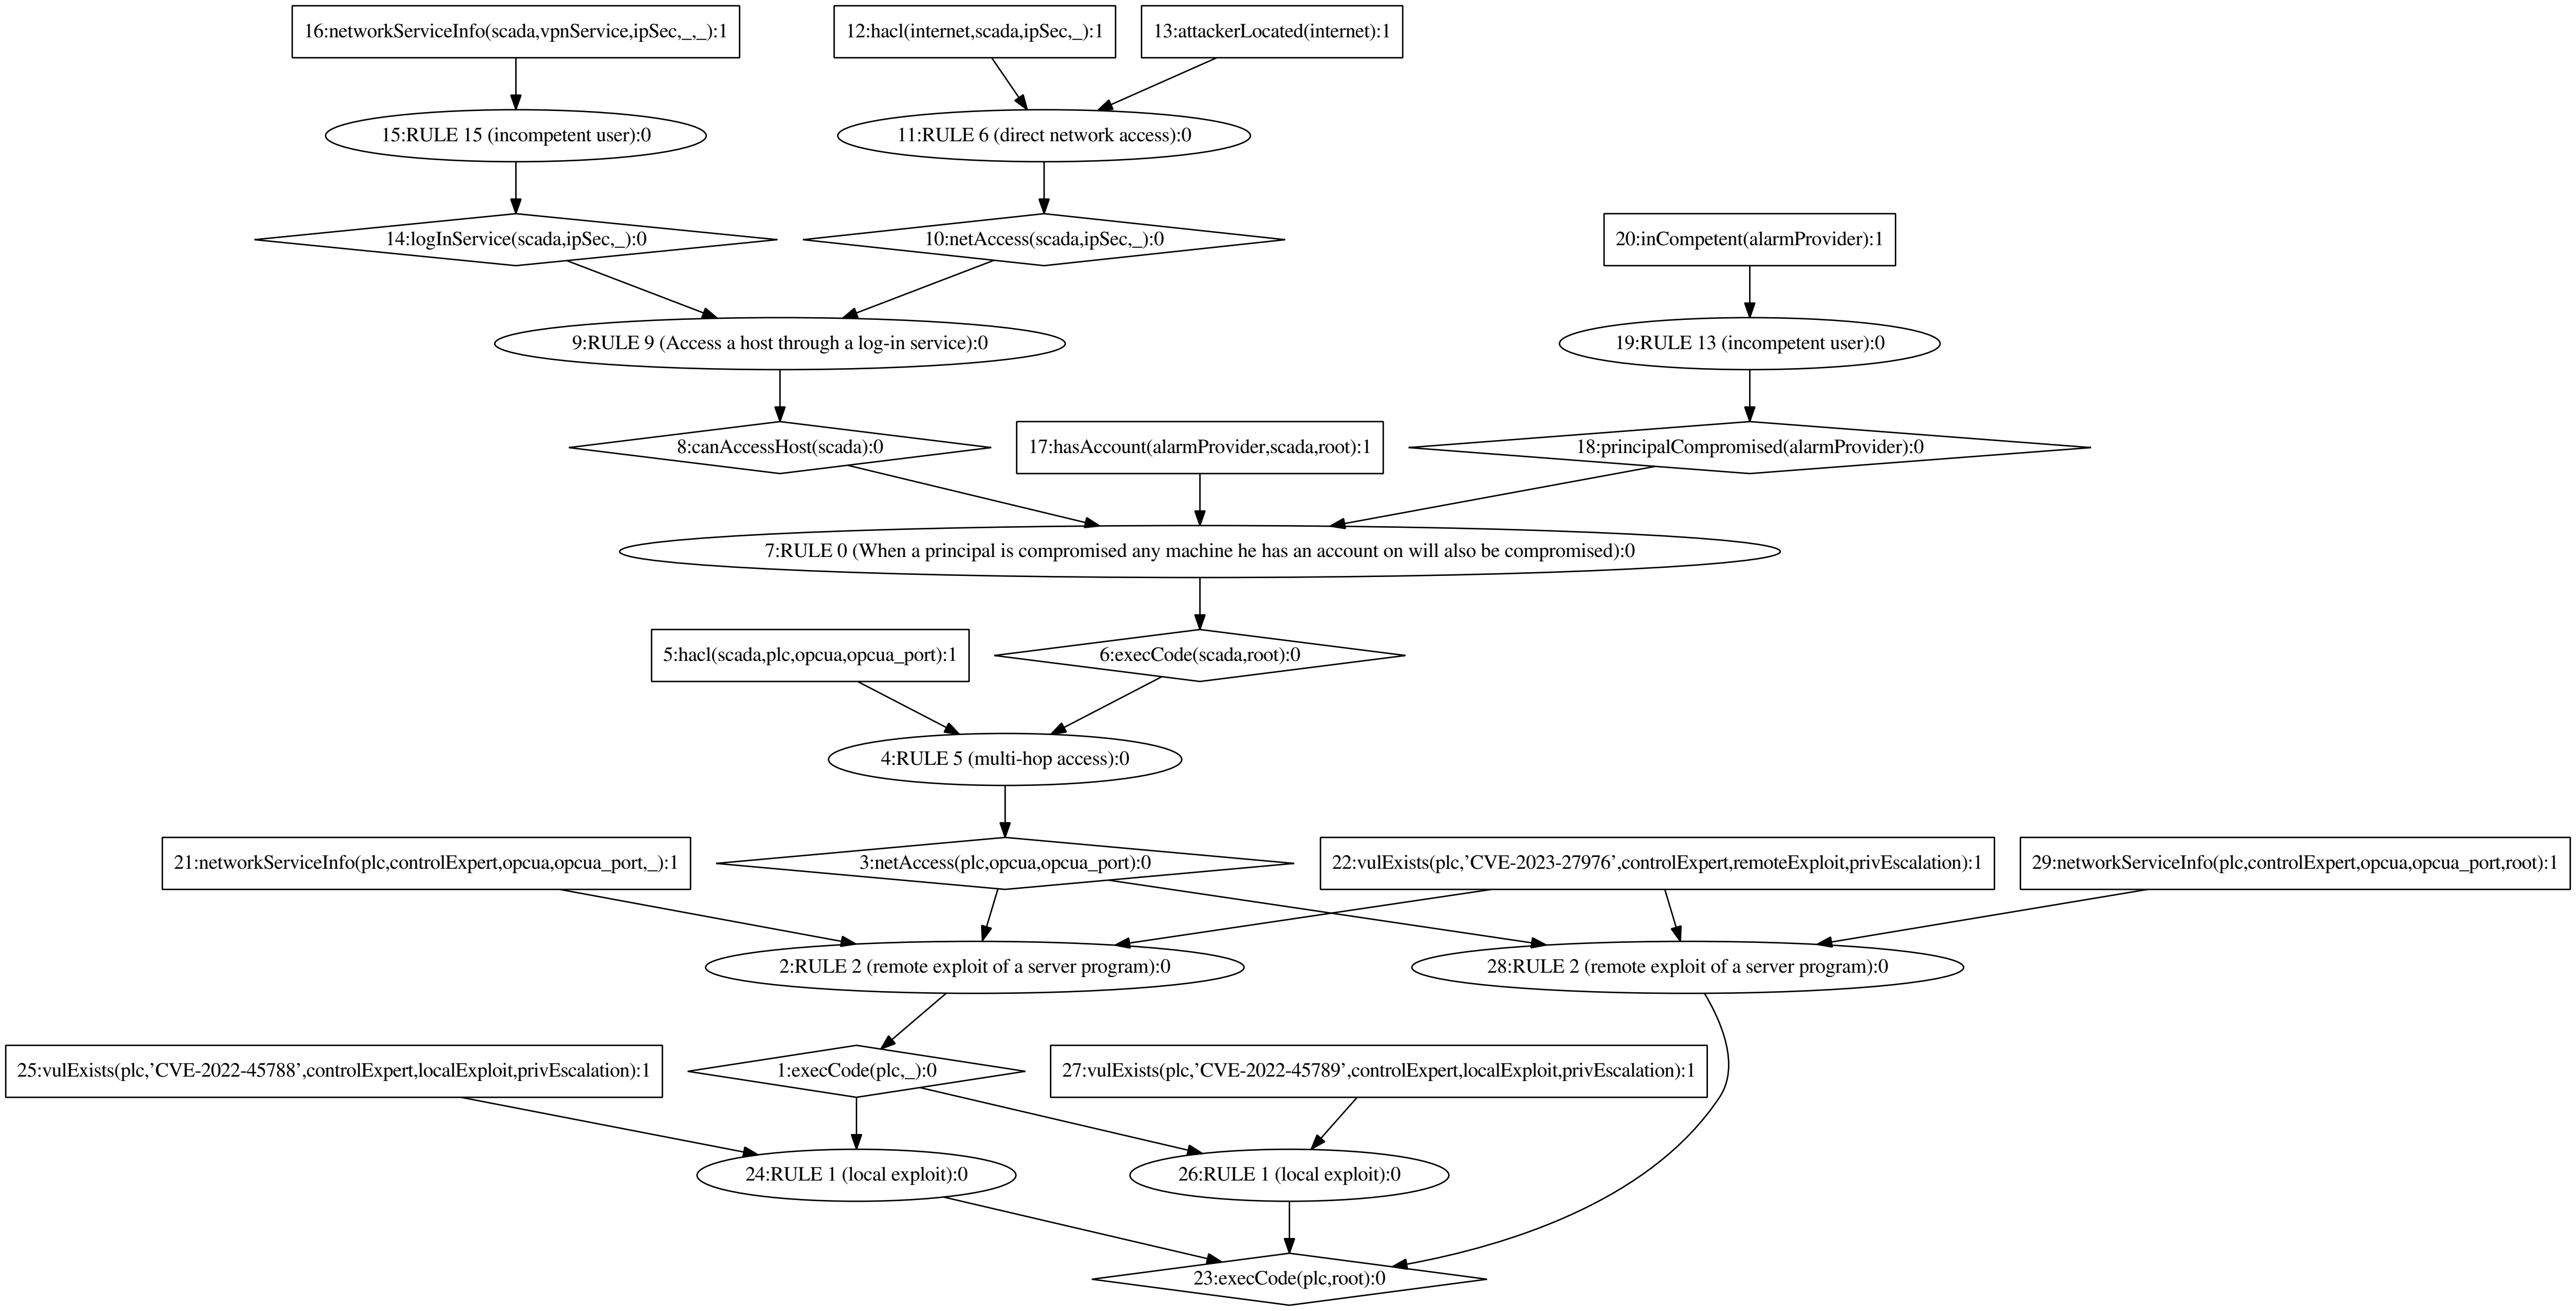 16:networkServiceInfo(scada,vpnService,ipSec,_,_):1
12:hacl(internet,scada,ipSec,_):1
13:attackerLocated(internet):1
15:RULE 15 (incompetent user):0
11:RULE 6 (direct network access):0
14:logInService(scada,ipSec,_):0
10:netAccess(scada,ipSec,_):0
20:inCompetent(alarmProvider):1
9:RULE 9 (Access a host through a log-in service):0
19:RULE 13 (incompetent user):0
8:canAccessHost(scada):0
17:hasAccount(alarmProvider,scada,root):1
18:principalCompromised(alarmProvider):0
7:RULE 0 (When a principal is compromised any machine he has an account on will also be compromised):0
5:hacl(scada,plc,opcua,opcua_port):1
6:execCode(scada,root):0
4:RULE 5 (multi-hop access):0
21:networkServiceInfo(plc,controlExpert,opcua,opcua_port,_):1
3:netAccess(plc,opcua,opcua_port):0
22:vulExists(plc,’CVE-2023-27976’,controlExpert,remoteExploit,privEscalation):1
29:networkServiceInfo(plc,controlExpert,opcua,opcua_port,root):1
2:RULE 2 (remote exploit of a server program):0
28:RULE 2 (remote exploit of a server program):0
25:vulExists(plc,’CVE-2022-45788’,controlExpert,localExploit,privEscalation):1
1:execCode(plc,_):0
27:vulExists(plc,’CVE-2022-45789’,controlExpert,localExploit,privEscalation):1
24:RULE 1 (local exploit):0
26:RULE 1 (local exploit):0
23:execCode(plc,root):0